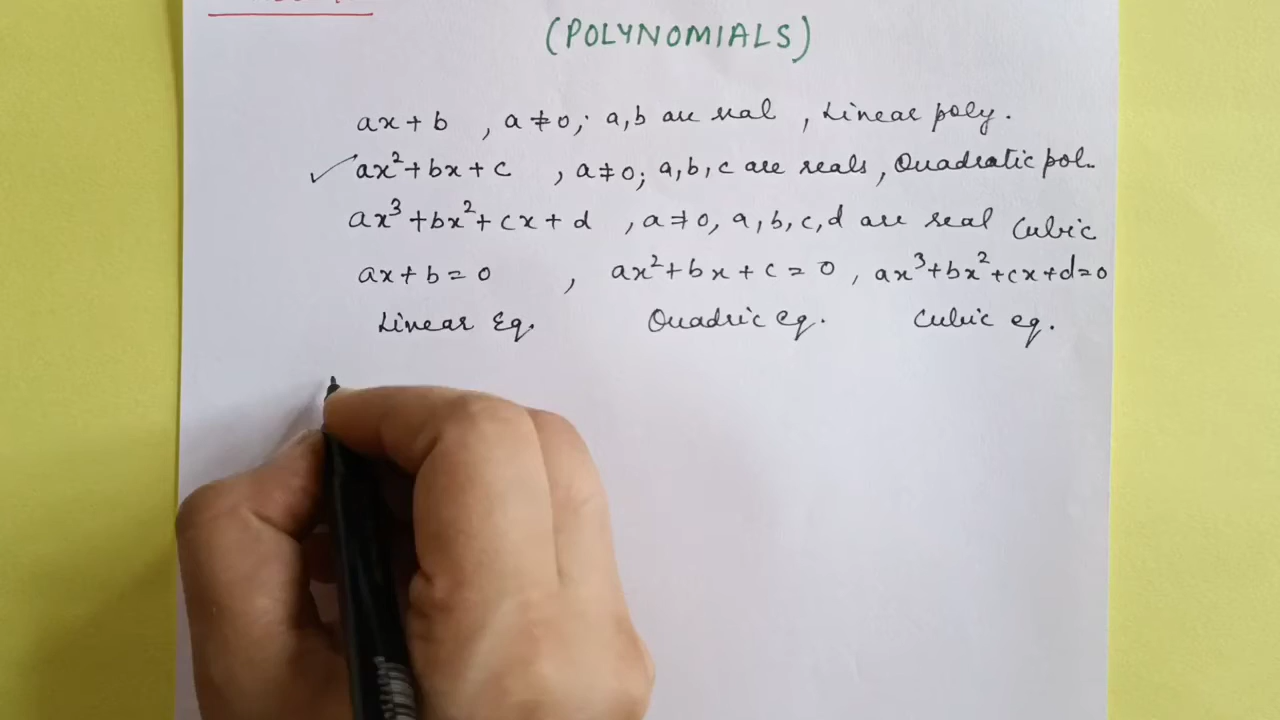 (POLYNOMIALS)
ax + b , a ≠ 0; a, b are real , Linear poly.
ax² + bx + c , a ≠ 0; a, b, c are reals, Quadratic pol.
ax³ + bx² + cx + d , a ≠ 0, a, b, c, d are real Cubic
ax + b = 0 , ax² + bx + c = 0 , ax³ + bx² + cx + d = 0
Linear Eq. Quadric eq. Cubic eq.